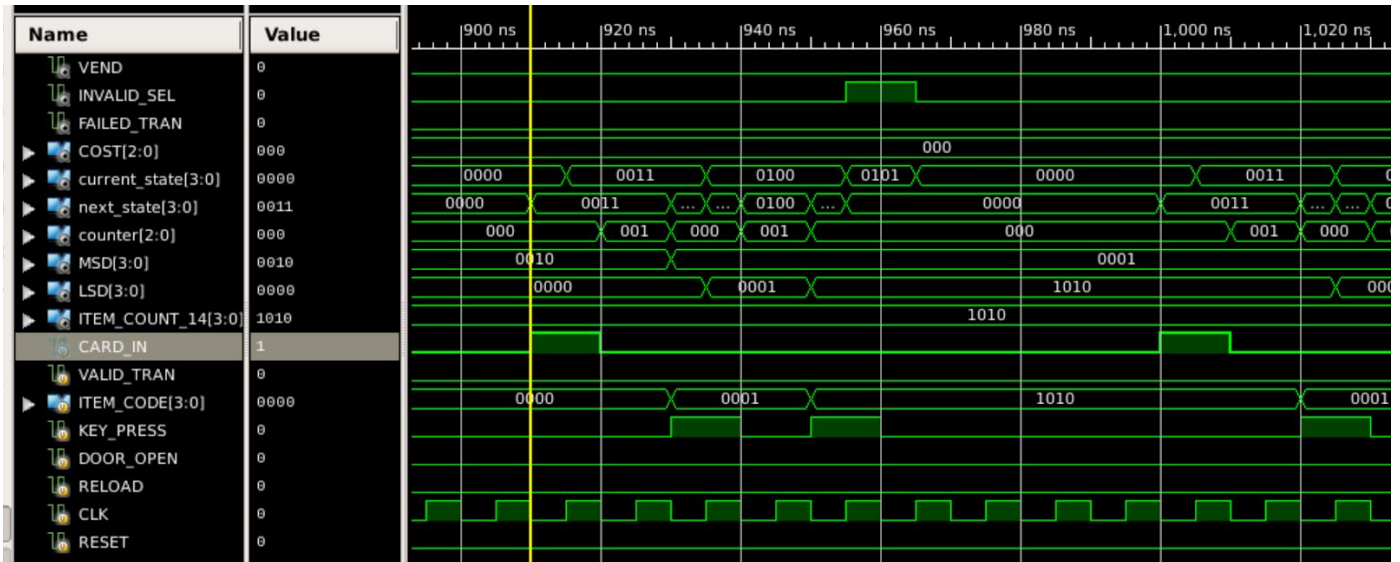 Name Value 900 ns 920 ns 940 ns 960 ns 980 ns 1,000 ns 1,020 ns
VEND 0
INVALID_SEL 0
FAILED_TRAN 0
COST[2:0] 000 000
current_state[3:0] 0000 0000 0011 0100 0101 0000 0011
next_state[3:0] 0011 0000 0011 ... ... 0100 ... 0000 0011 ... ...
counter[2:0] 000 000 001 000 001 000 001 000
MSD[3:0] 0010 0010 0001
LSD[3:0] 0000 0000 0001 1010 000
ITEM_COUNT_14[3:0] 1010 1010
CARD_IN 1
VALID_TRAN 0
ITEM_CODE[3:0] 0000 0000 0001 1010 0001
KEY_PRESS 0
DOOR_OPEN 0
RELOAD 0
CLK 0
RESET 0